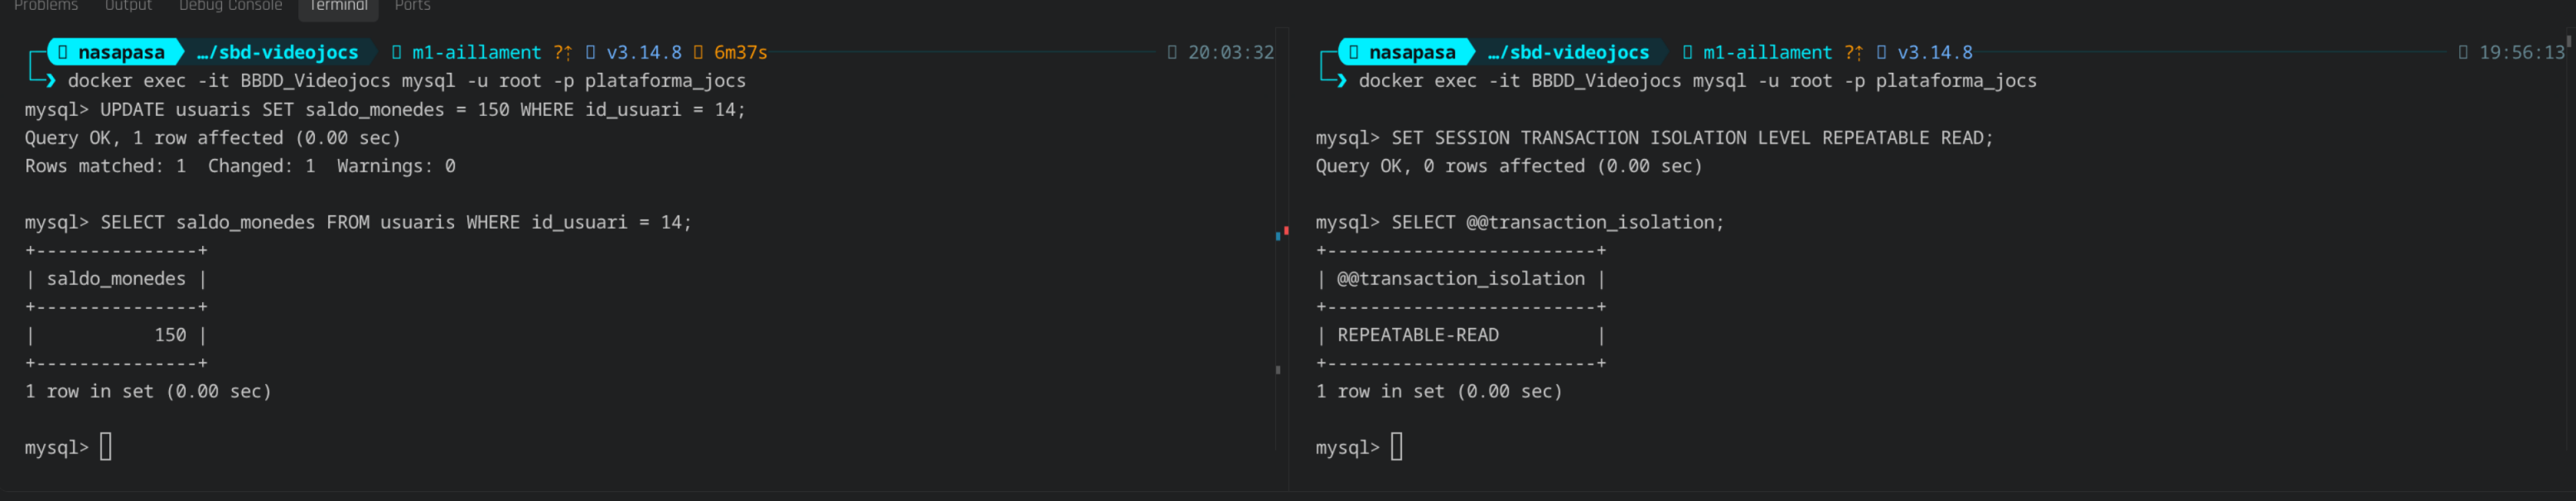 Problems Output Debug Console Terminal Ports
nasapasa …/sbd-videojocs m1-aillament ?⇡ v3.14.8 6m37s 20:03:32
❯ docker exec -it BBDD_Videojocs mysql -u root -p plataforma_jocs
mysql> UPDATE usuaris SET saldo_monedes = 150 WHERE id_usuari = 14;
Query OK, 1 row affected (0.00 sec)
Rows matched: 1  Changed: 1  Warnings: 0
mysql> SELECT saldo_monedes FROM usuaris WHERE id_usuari = 14;
+---------------+
| saldo_monedes |
+---------------+
|           150 |
+---------------+
1 row in set (0.00 sec)
mysql>
nasapasa …/sbd-videojocs m1-aillament ?⇡ v3.14.8 19:56:13
❯ docker exec -it BBDD_Videojocs mysql -u root -p plataforma_jocs
mysql> SET SESSION TRANSACTION ISOLATION LEVEL REPEATABLE READ;
Query OK, 0 rows affected (0.00 sec)
mysql> SELECT @@transaction_isolation;
+-------------------------+
| @@transaction_isolation |
+-------------------------+
| REPEATABLE-READ         |
+-------------------------+
1 row in set (0.00 sec)
mysql>